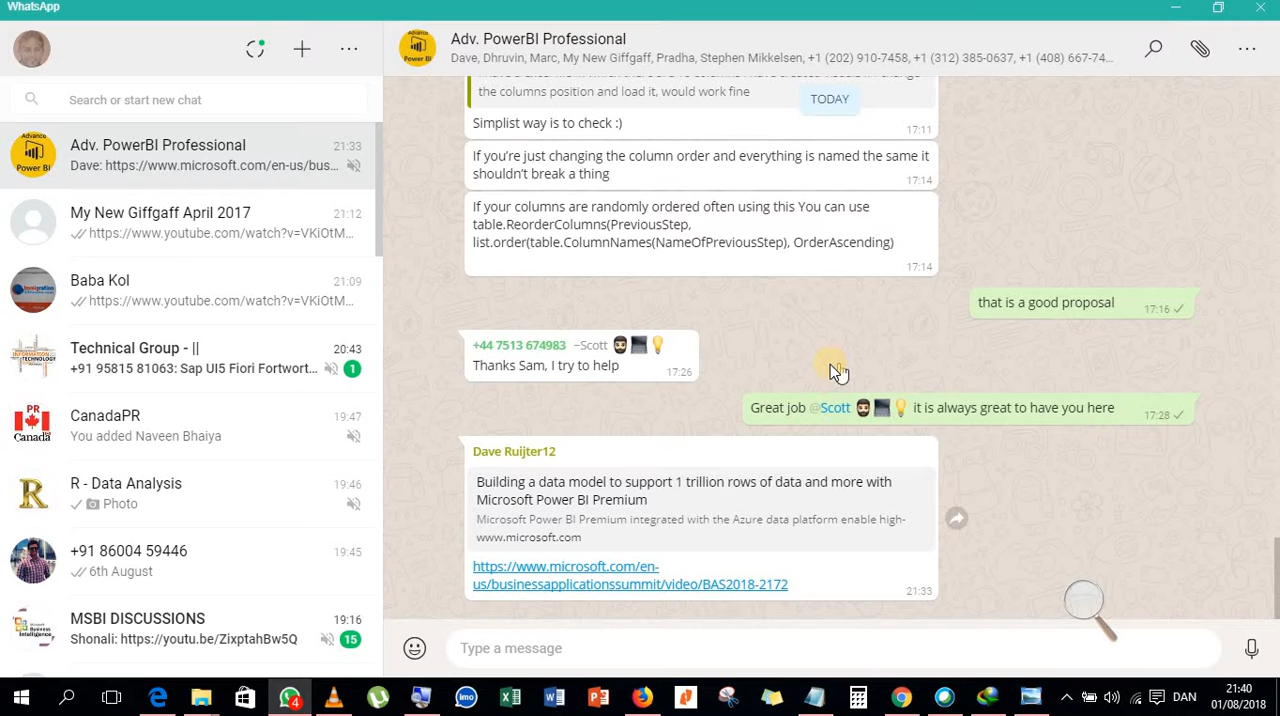 WhatsApp
Search or start new chat
Adv. PowerBI Professional
21:33
Dave: https://www.microsoft.com/en-us/bus...
My New Giffgaff April 2017
21:12
https://www.youtube.com/watch?v=VKiOtM...
Baba Kol
21:09
https://www.youtube.com/watch?v=VKiOtM...
Technical Group - ||
20:43
+91 95815 81063: Sap UI5 Fiori Fortwort...
1
CanadaPR
19:47
You added Naveen Bhaiya
R - Data Analysis
19:46
Photo
+91 86004 59446
19:45
6th August
MSBI DISCUSSIONS
19:16
Shonali: https://youtu.be/ZixptahBw5Q
15
Advance
Power BI
PR
Canada
Adv. PowerBI Professional
Dave, Dhruvin, Marc, My New Giffgaff, Pradha, Stephen Mikkelsen, +1 (202) 910-7458, +1 (312) 385-0637, +1 (408) 667-74...
the columns position and load it, would work fine
TODAY
Simplist way is to check :)
17:11
If you're just changing the column order and everything is named the same it
shouldn't break a thing
17:14
If your columns are randomly ordered often using this You can use
table.ReorderColumns(PreviousStep,
list.order(table.ColumnNames(NameOfPreviousStep), OrderAscending)
17:14
that is a good proposal
17:16
+44 7513 674983 ~Scott 🧔🏻💻💡
Thanks Sam, I try to help
17:26
Great job @Scott 🧔🏻💻💡 it is always great to have you here
17:28
Dave Ruijter12
Building a data model to support 1 trillion rows of data and more with
Microsoft Power BI Premium
Microsoft Power BI Premium integrated with the Azure data platform enable high-
www.microsoft.com
https://www.microsoft.com/en-
us/businessapplicationssummit/video/BAS2018-2172
21:33
Type a message
4
DAN
21:40
01/08/2018